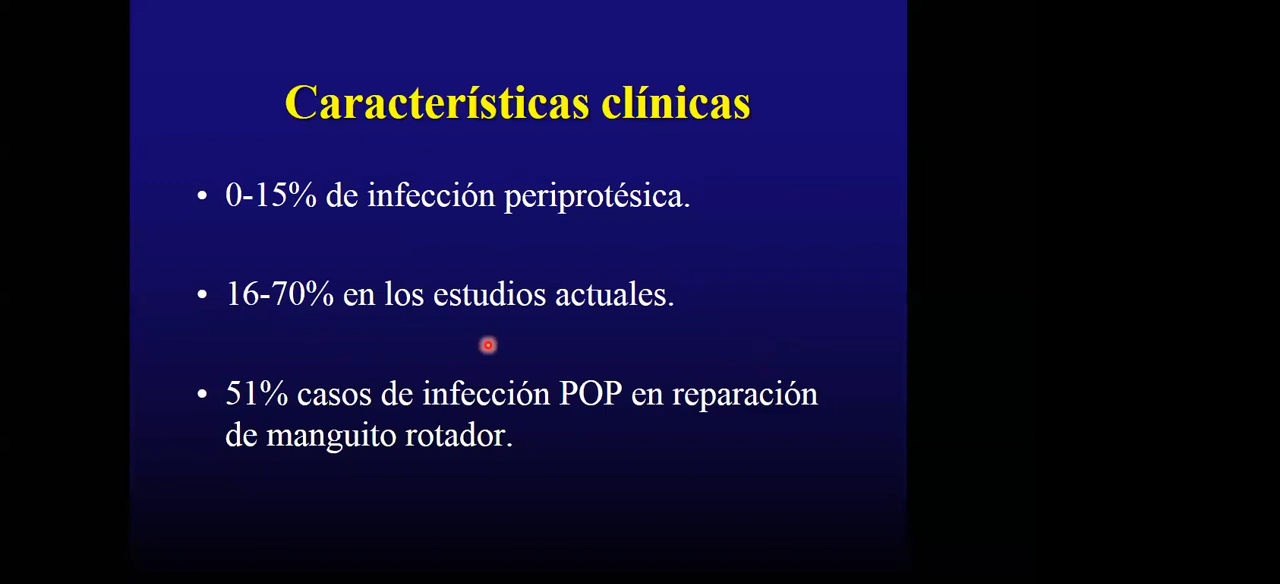 Características clínicas
• 0-15% de infección periprotésica.
• 16-70% en los estudios actuales.
• 51% casos de infección POP en reparación
de manguito rotador.